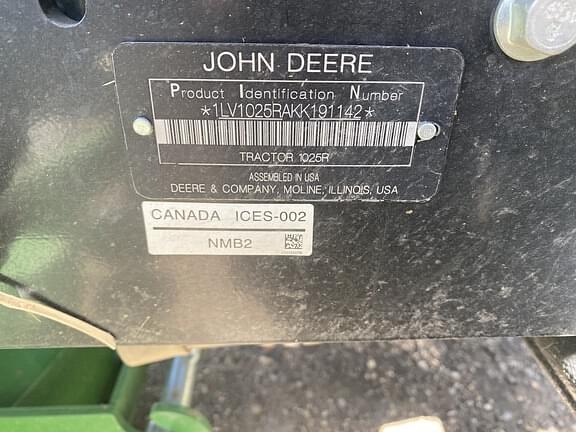 JOHN DEERE
Product Identification Number
*1LV1025RAKK191142*
TRACTOR 1025R
ASSEMBLED IN USA
DEERE & COMPANY, MOLINE, ILLINOIS, USA
CANADA ICES-002
NMB2